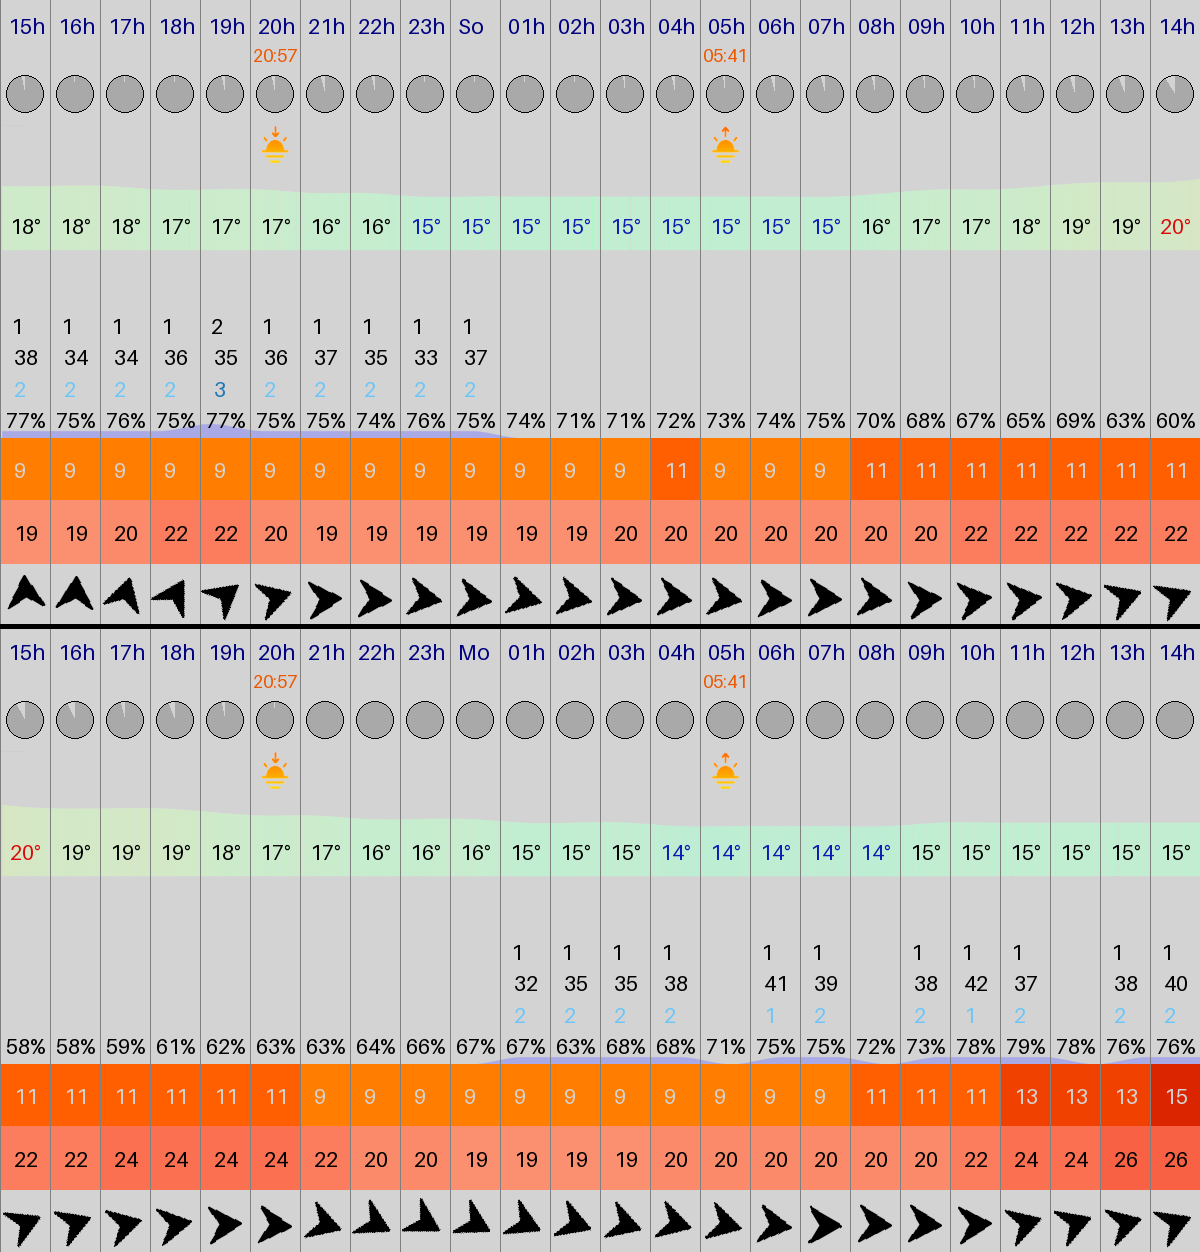 15h 16h 17h 18h 19h 20h 21h 22h 23h So 01h 02h 03h 04h 05h 06h 07h 08h 09h 10h 11h 12h 13h 14h
20:57 05:41
18° 18° 18° 17° 17° 17° 16° 16° 15° 15° 15° 15° 15° 15° 15° 15° 15° 16° 17° 17° 18° 19° 19° 20°
1 1 1 1 2 1 1 1 1 1
38 34 34 36 35 36 37 35 33 37
2 2 2 2 3 2 2 2 2 2
77% 75% 76% 75% 77% 75% 75% 74% 76% 75% 74% 71% 71% 72% 73% 74% 75% 70% 68% 67% 65% 69% 63% 60%
9 9 9 9 9 9 9 9 9 9 9 9 9 11 9 9 9 11 11 11 11 11 11 11
19 19 20 22 22 20 19 19 19 19 19 19 20 20 20 20 20 20 20 22 22 22 22 22
15h 16h 17h 18h 19h 20h 21h 22h 23h Mo 01h 02h 03h 04h 05h 06h 07h 08h 09h 10h 11h 12h 13h 14h
20:57 05:41
20° 19° 19° 19° 18° 17° 17° 16° 16° 16° 15° 15° 15° 14° 14° 14° 14° 14° 15° 15° 15° 15° 15° 15°
1 1 1 1 1 1 1 1 1 1 1
32 35 35 38 41 39 38 42 37 38 40
2 2 2 2 1 2 2 1 2 2 2
58% 58% 59% 61% 62% 63% 63% 64% 66% 67% 67% 63% 68% 68% 71% 75% 75% 72% 73% 78% 79% 78% 76% 76%
11 11 11 11 11 11 9 9 9 9 9 9 9 9 9 9 9 11 11 11 13 13 13 15
22 22 24 24 24 24 22 20 20 19 19 19 19 20 20 20 20 20 20 22 24 24 26 26